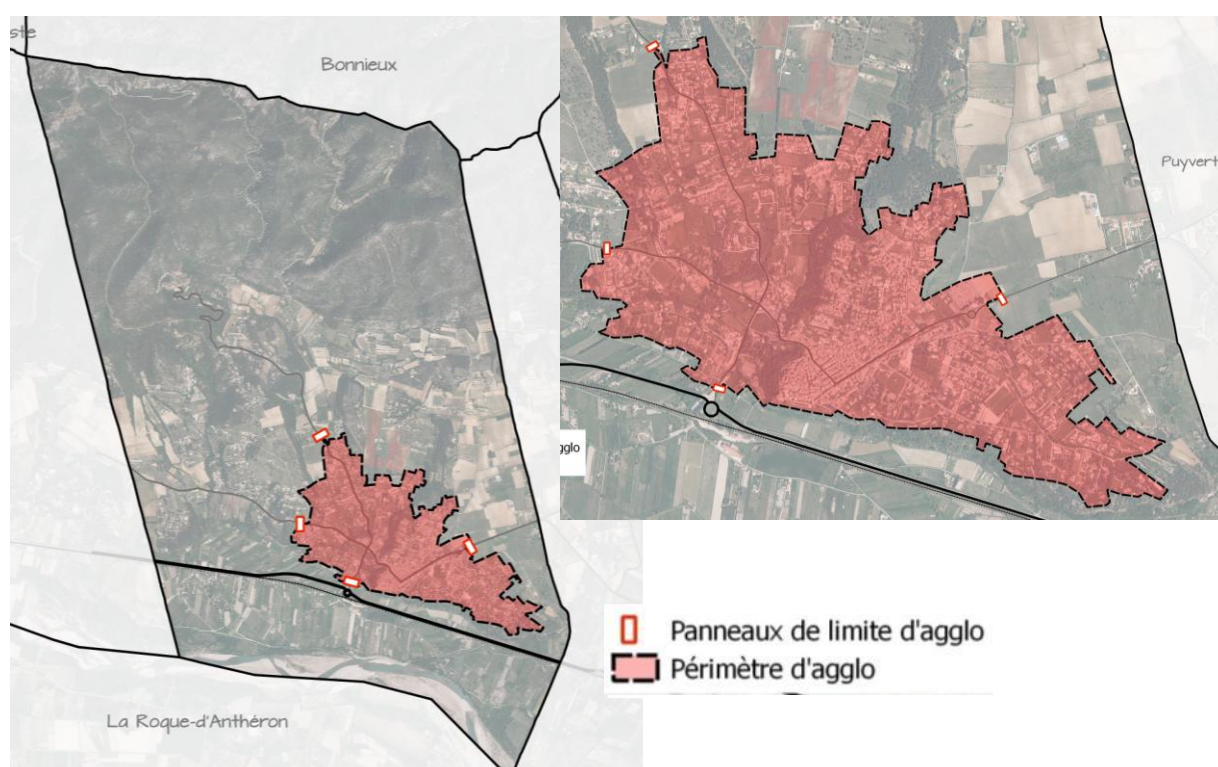 ste
Bonnieux
Puyvert
gglo
La Roque-d'Anthéron
Panneaux de limite d'agglo
Périmètre d'agglo